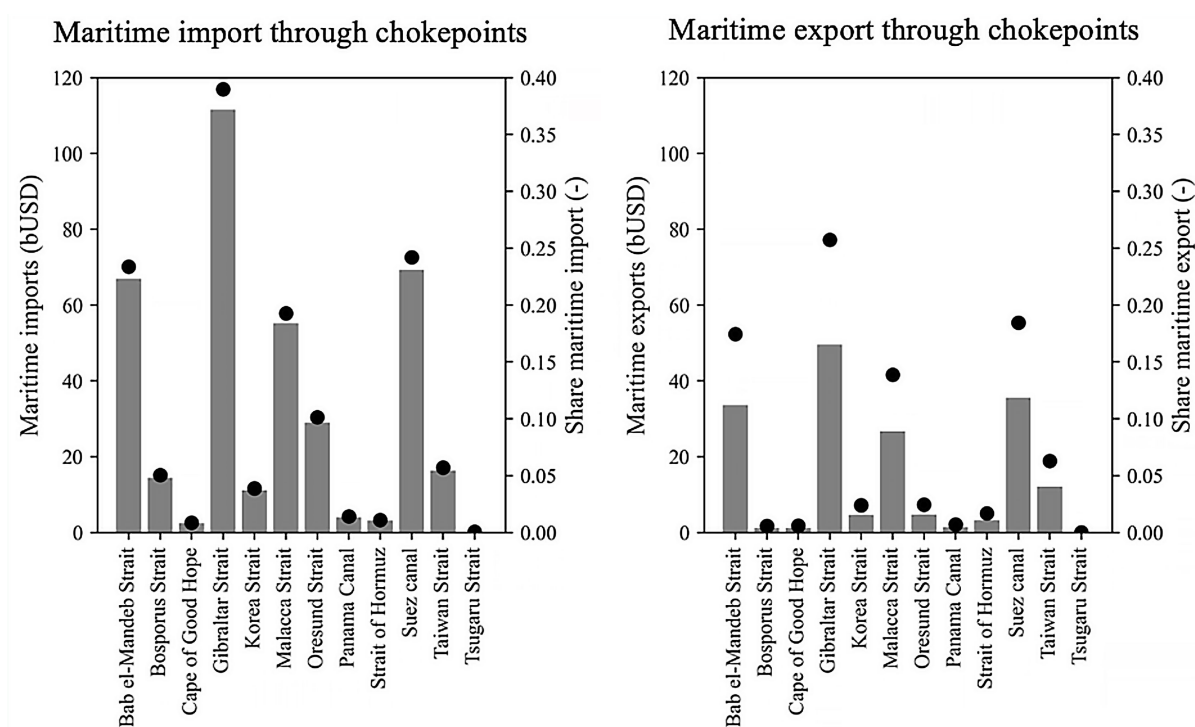 Maritime import through chokepoints
120
100
80
60
40
20
0
Maritime imports (bUSD)
0.40
0.35
0.30
0.25
0.20
0.15
0.10
0.05
0.00
Share maritime import (-)
Bab el-Mandeb Strait
Bosporus Strait
Cape of Good Hope
Gibraltar Strait
Korea Strait
Malacca Strait
Oresund Strait
Panama Canal
Strait of Hormuz
Suez canal
Taiwan Strait
Tsugaru Strait
Maritime export through chokepoints
120
100
80
60
40
20
0
Maritime exports (bUSD)
0.40
0.35
0.30
0.25
0.20
0.15
0.10
0.05
0.00
Share maritime export (-)
Bab el-Mandeb Strait
Bosporus Strait
Cape of Good Hope
Gibraltar Strait
Korea Strait
Malacca Strait
Oresund Strait
Panama Canal
Strait of Hormuz
Suez canal
Taiwan Strait
Tsugaru Strait